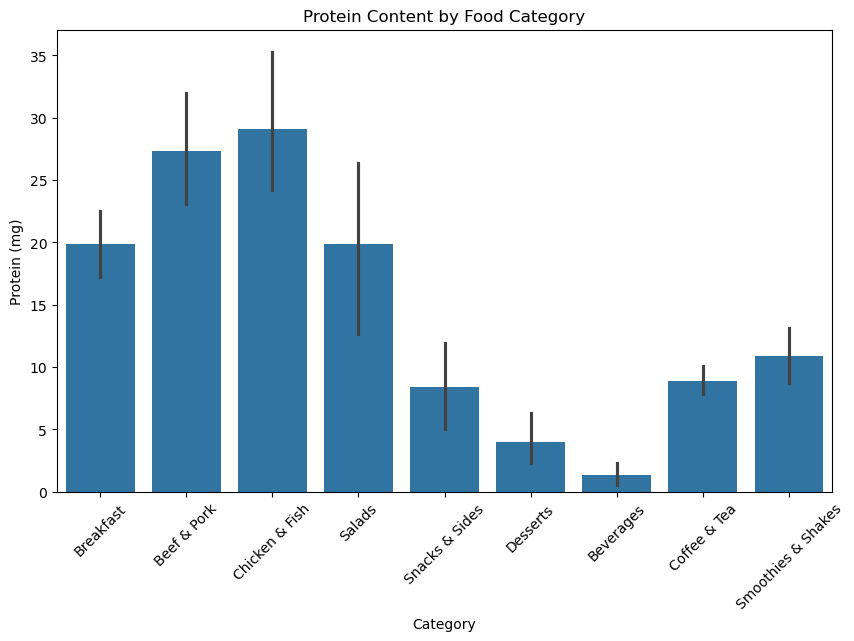 Protein Content by Food Category
Protein (mg)
35
30
25
20
15
10
5
0
Breakfast
Beef & Pork
Chicken & Fish
Salads
Snacks & Sides
Desserts
Beverages
Coffee & Tea
Smoothies & Shakes
Category